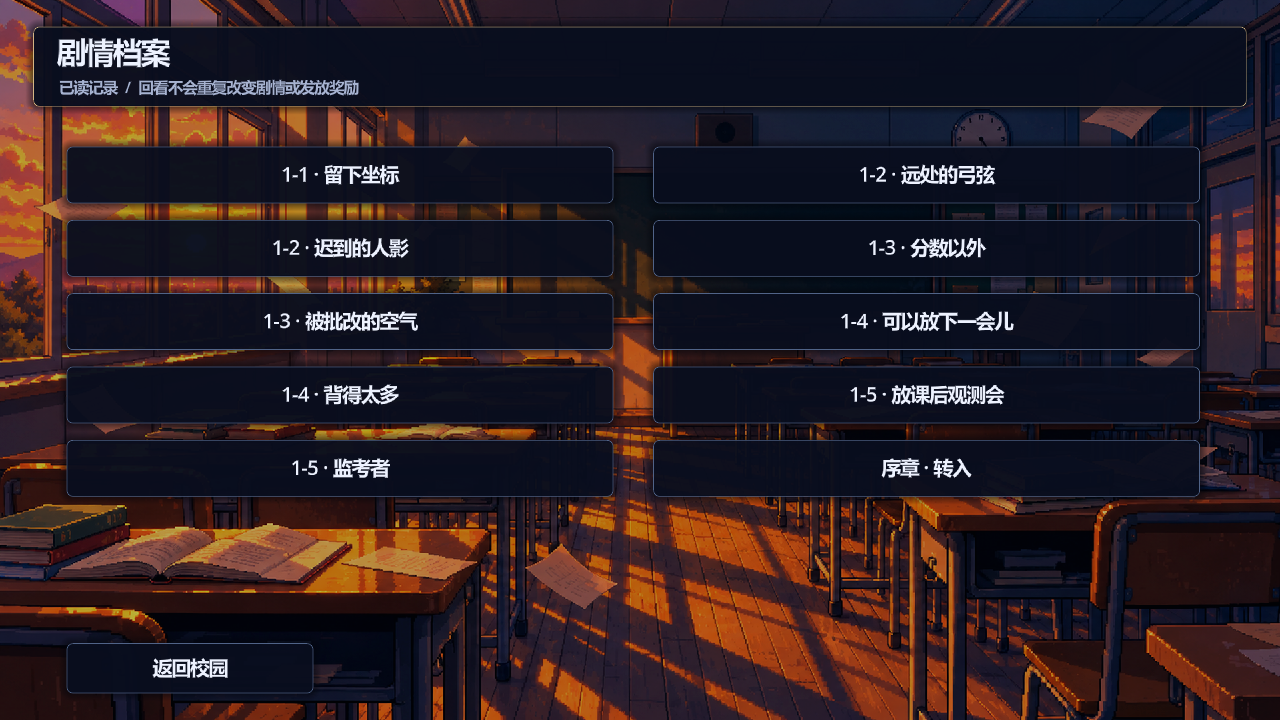 剧情档案
已读记录 / 回看不会重复改变剧情或发放奖励
1-1 · 留下坐标
1-2 · 远处的弓弦
1-2 · 迟到的人影
1-3 · 分数以外
1-3 · 被批改的空气
1-4 · 可以放下一会儿
1-4 · 背得太多
1-5 · 放课后观测会
1-5 · 监考者
序章 · 转入
返回校园